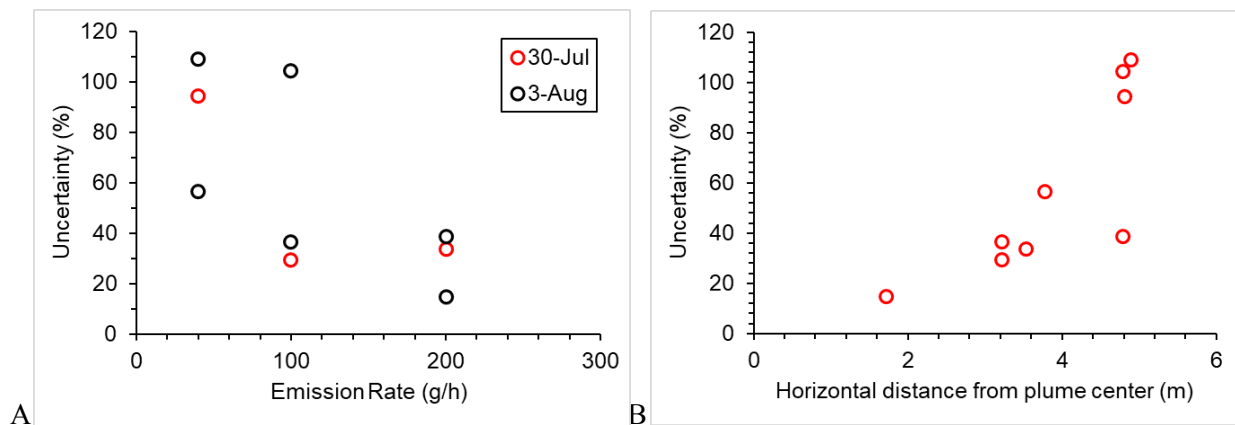 120
100
80
60
40
20
0
Uncertainty (%)
30-Jul
3-Aug
0 100 200 300
Emission Rate (g/h)
A
120
100
80
60
40
20
0
Uncertainty (%)
0 2 4 6
Horizontal distance from plume center (m)
B